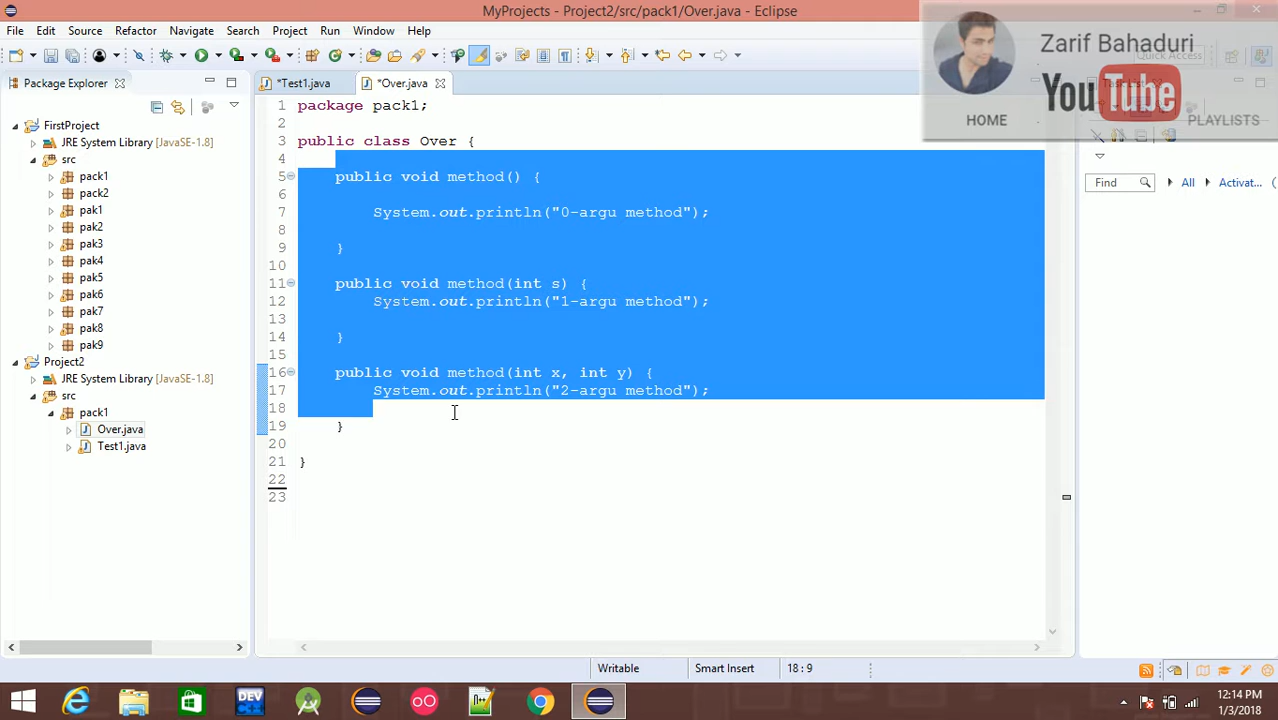 MyProjects - Project2/src/pack1/Over.java - Eclipse
File Edit Source Refactor Navigate Search Project Run Window Help
Quick Access
Zarif Bahaduri
YouTube
HOME PLAYLISTS
Package Explorer
*Test1.java *Over.java
Task List
FirstProject
JRE System Library [JavaSE-1.8]
src
pack1
pack2
pak1
pak2
pak3
pak4
pak5
pak6
pak7
pak8
pak9
Project2
JRE System Library [JavaSE-1.8]
src
pack1
Over.java
Test1.java
1 package pack1;
2
3 public class Over {
4
5 public void method() {
6
7 System.out.println("0-argu method");
8
9 }
10
11 public void method(int s) {
12 System.out.println("1-argu method");
13
14 }
15
16 public void method(int x, int y) {
17 System.out.println("2-argu method");
18
19 }
20
21 }
22
23
Find All Activat...
Writable Smart Insert 18 : 9
DEV
12:14 PM
1/3/2018